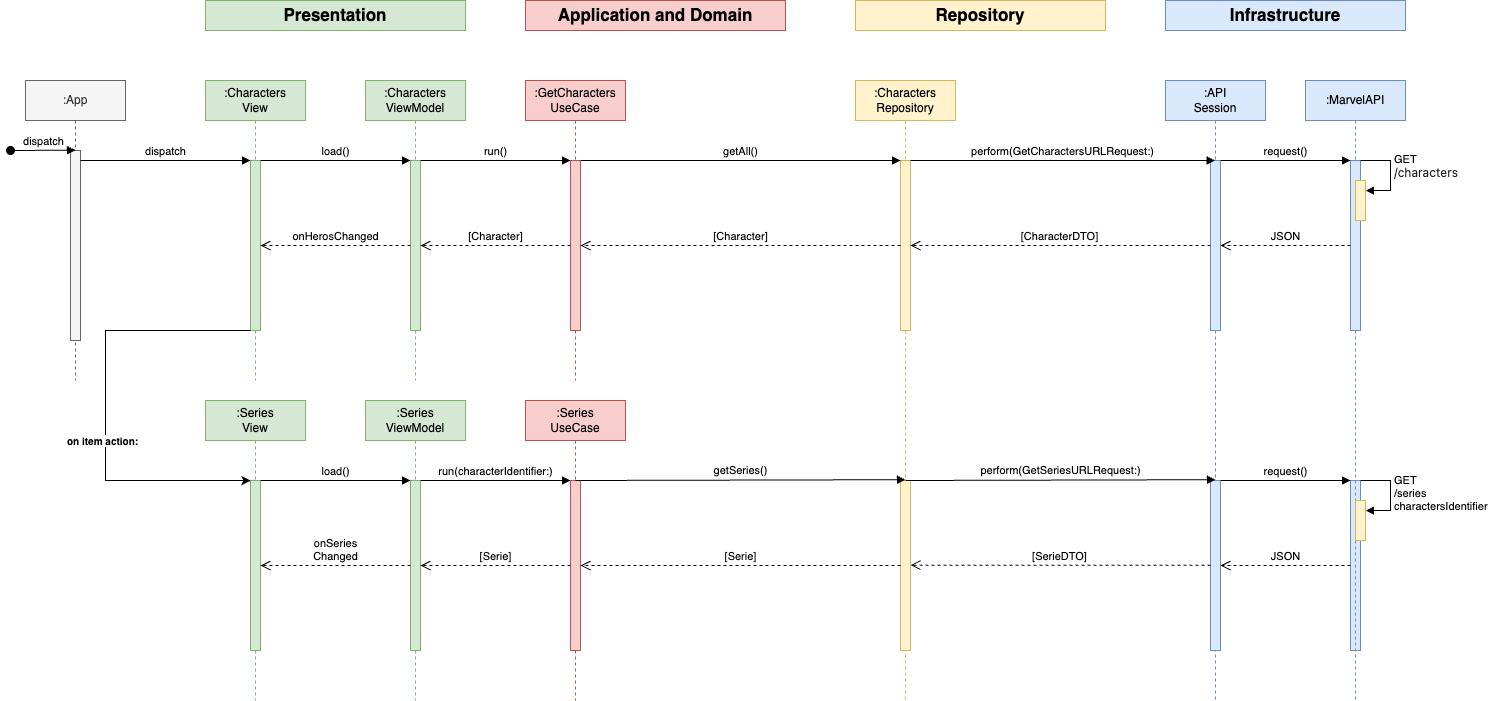 Presentation
Application and Domain
Repository
Infrastructure
:App
:Characters
View
:Characters
ViewModel
:GetCharacters
UseCase
:Characters
Repository
:API
Session
:MarvelAPI
dispatch
dispatch
load()
run()
getAll()
perform(GetCharactersURLRequest:)
request()
GET
/characters
onHerosChanged
[Character]
[Character]
[CharacterDTO]
JSON
:Series
View
:Series
ViewModel
:Series
UseCase
on item action:
load()
run(characterIdentifier:)
getSeries()
perform(GetSeriesURLRequest:)
request()
GET
/series
charactersIdentifier
onSeries
Changed
[Serie]
[Serie]
[SerieDTO]
JSON